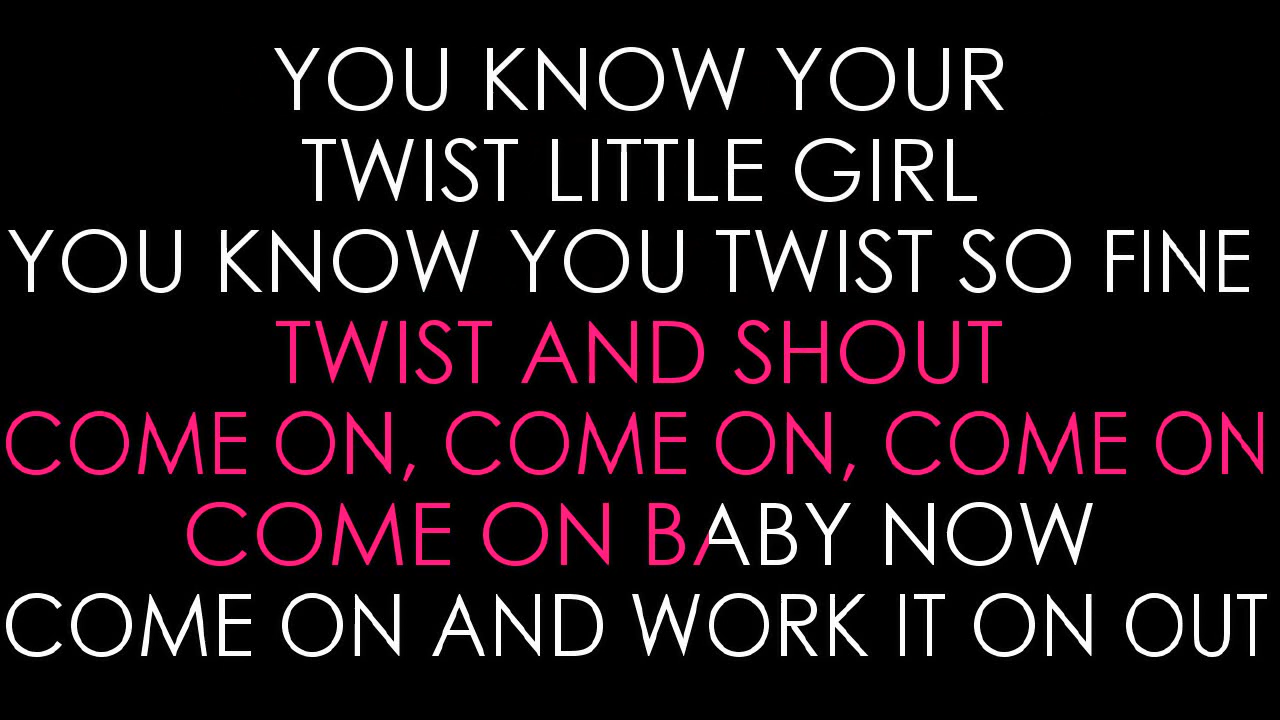 YOU KNOW YOUR
TWIST LITTLE GIRL
YOU KNOW YOU TWIST SO FINE
TWIST AND SHOUT
COME ON, COME ON, COME ON
COME ON BABY NOW
COME ON AND WORK IT ON OUT